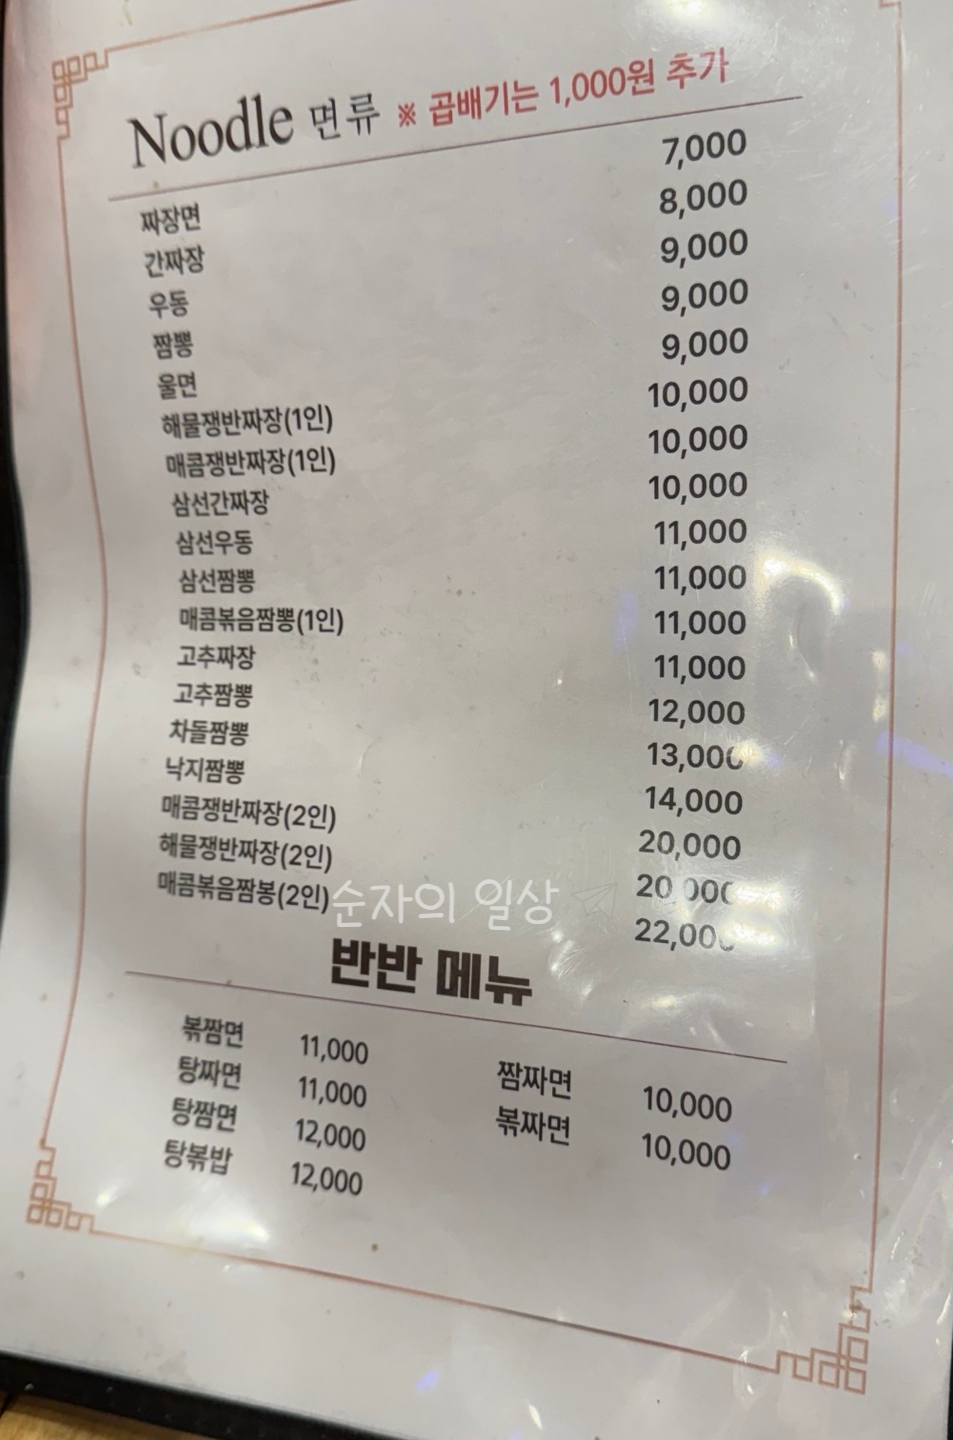 Noodle 면류 ※ 곱배기는 1,000원 추가
짜장면 7,000
간짜장 8,000
우동 9,000
짬뽕 9,000
울면 9,000
해물쟁반짜장(1인) 10,000
매콤쟁반짜장(1인) 10,000
삼선간짜장 10,000
삼선우동 11,000
삼선짬뽕 11,000
매콤볶음짬뽕(1인) 11,000
고추짜장 11,000
고추짬뽕 12,000
차돌짬뽕 13,000
낙지짬뽕 14,000
매콤쟁반짜장(2인) 20,000
해물쟁반짜장(2인) 20,000
매콤볶음짬봉(2인) 22,000
순자의 일상
반반 메뉴
볶짬면 11,000 짬짜면 10,000
탕짜면 11,000 볶짜면 10,000
탕짬면 12,000
탕볶밥 12,000